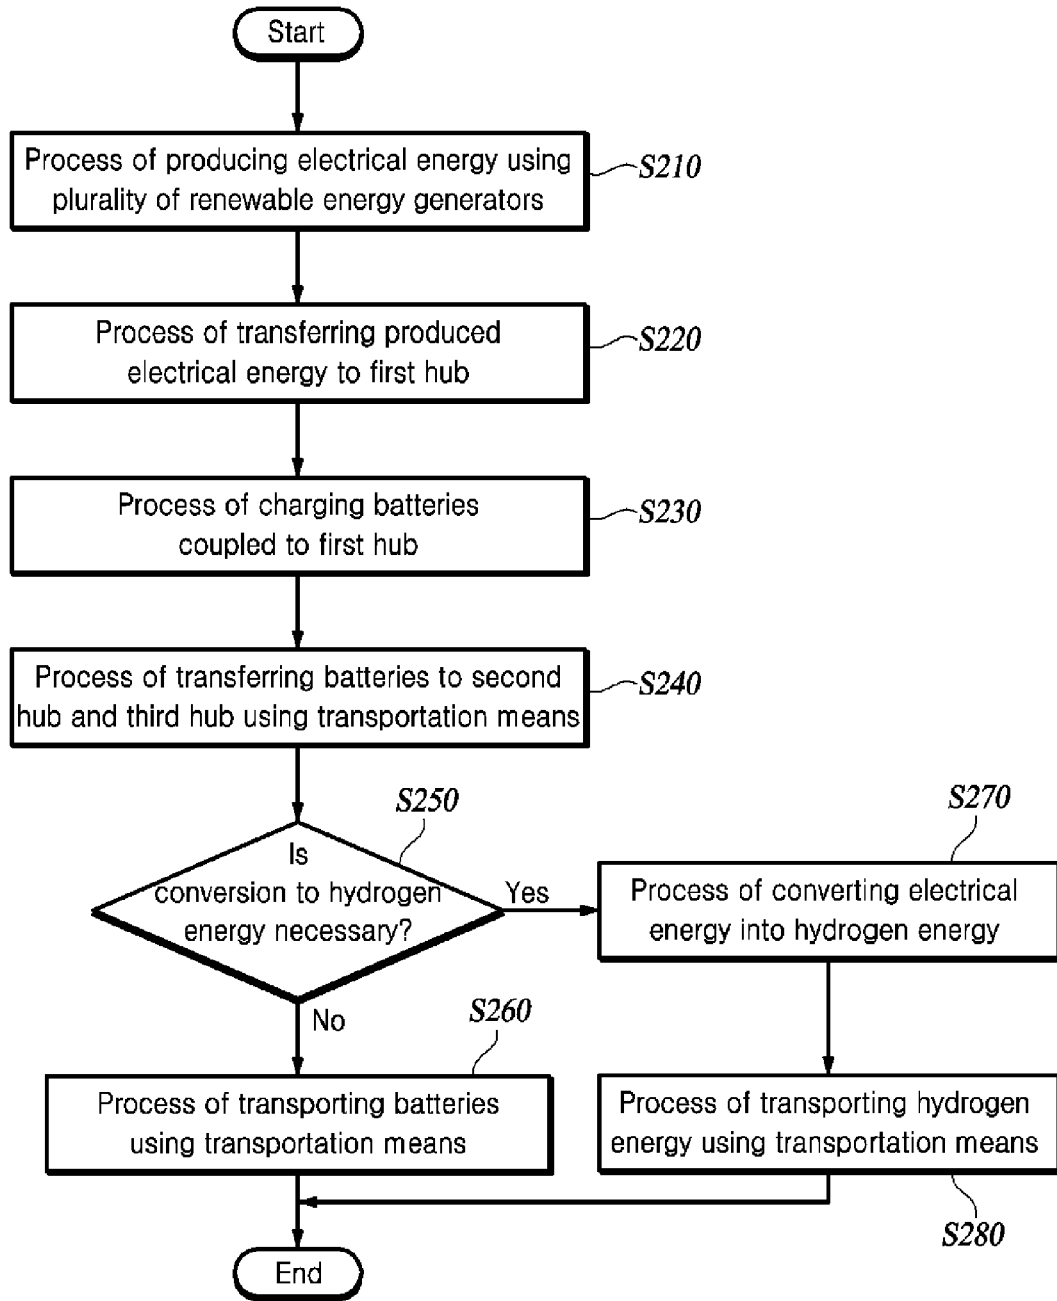 Start
Process of producing electrical energy using
plurality of renewable energy generators
S210
Process of transferring produced
electrical energy to first hub
S220
Process of charging batteries
coupled to first hub
S230
Process of transferring batteries to second
hub and third hub using transportation means
S240
S250
Is
conversion to hydrogen
energy necessary?
Yes
No
S270
Process of converting electrical
energy into hydrogen energy
S260
Process of transporting batteries
using transportation means
Process of transporting hydrogen
energy using transportation means
S280
End